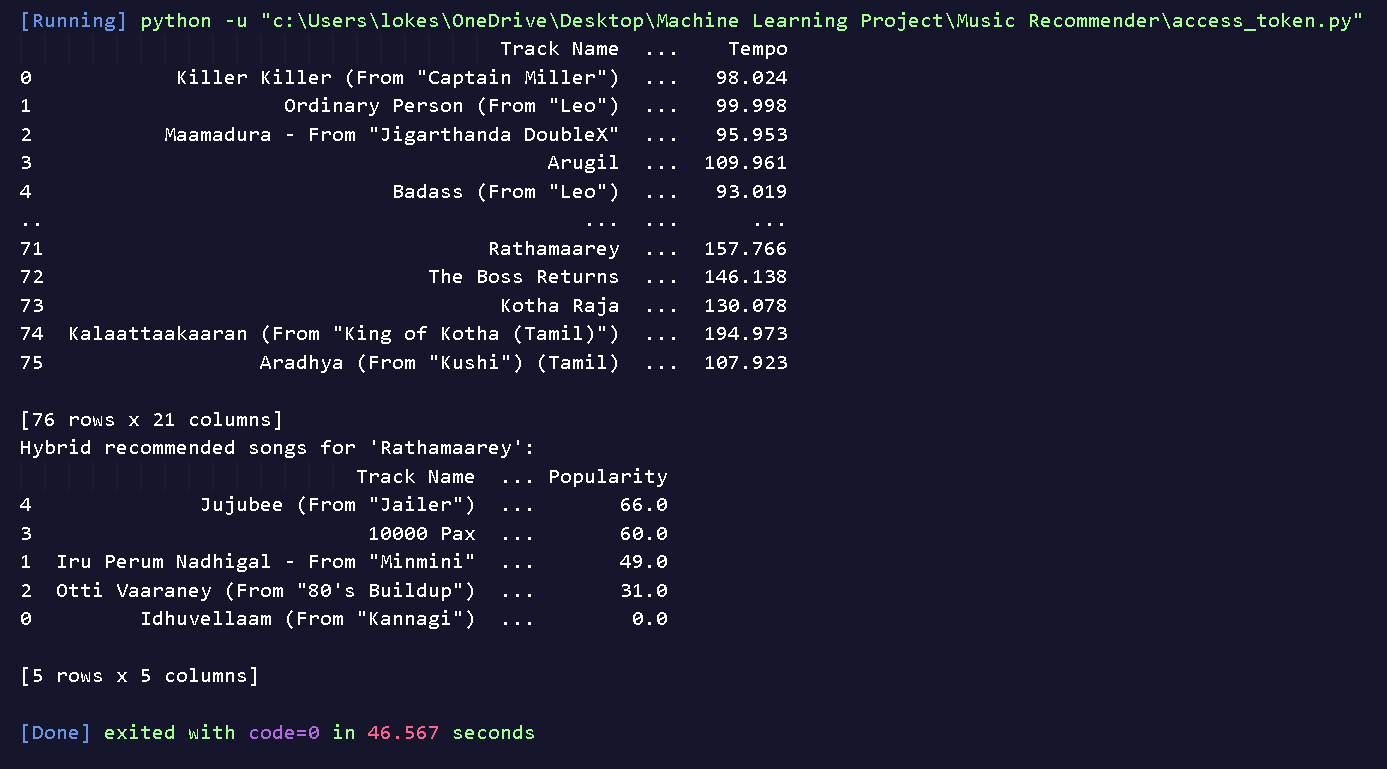 [Running] python -u "c:\Users\lokes\OneDrive\Desktop\Machine Learning Project\Music Recommender\access_token.py"
Track Name ... Tempo
0 Killer Killer (From "Captain Miller") ... 98.024
1 Ordinary Person (From "Leo") ... 99.998
2 Maamadura - From "Jigarthanda DoubleX" ... 95.953
3 Arugil ... 109.961
4 Badass (From "Leo") ... 93.019
.. ... ... ...
71 Rathamaarey ... 157.766
72 The Boss Returns ... 146.138
73 Kotha Raja ... 130.078
74 Kalaattaakaaran (From "King of Kotha (Tamil)") ... 194.973
75 Aradhya (From "Kushi") (Tamil) ... 107.923
[76 rows x 21 columns]
Hybrid recommended songs for 'Rathamaarey':
Track Name ... Popularity
4 Jujubee (From "Jailer") ... 66.0
3 10000 Pax ... 60.0
1 Iru Perum Nadhigal - From "Minmini" ... 49.0
2 Otti Vaaraney (From "80's Buildup") ... 31.0
0 Idhuvellaam (From "Kannagi") ... 0.0
[5 rows x 5 columns]
[Done] exited with code=0 in 46.567 seconds